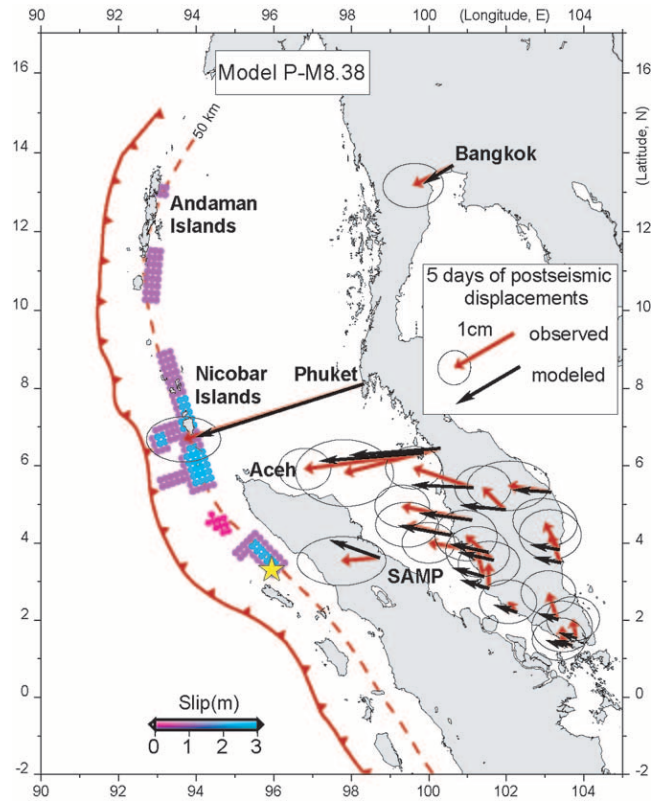 90 92 94 96 98 100 (Longitude, E) 104
Model P-M8.38
50 km
16
14
12
10
8
6
4
2
0
-2
16
14
(Latitude, N)
10
8
6
4
2
0
-2
Bangkok
Andaman
Islands
5 days of postseismic
displacements
1cm
observed
modeled
Nicobar
Islands
Phuket
Aceh
SAMP
Slip(m)
0 1 2 3
90 92 94 96 98 100 102 104